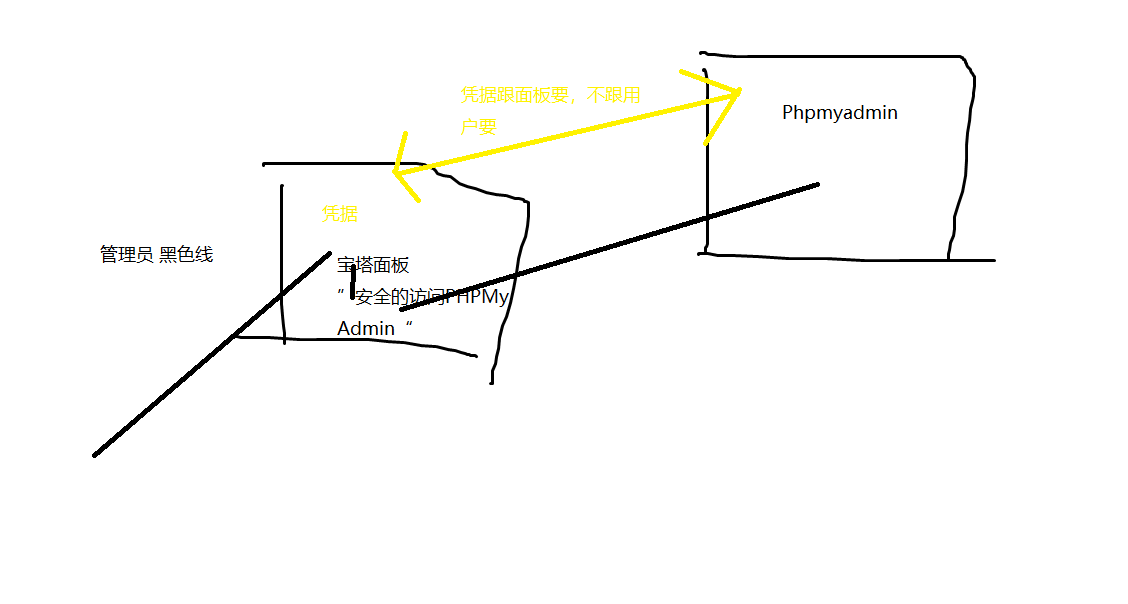 凭据跟面板要，不跟用
户要
Phpmyadmin
凭据
管理员 黑色线
宝塔面板
”安全的访问PHPMy
Admin“